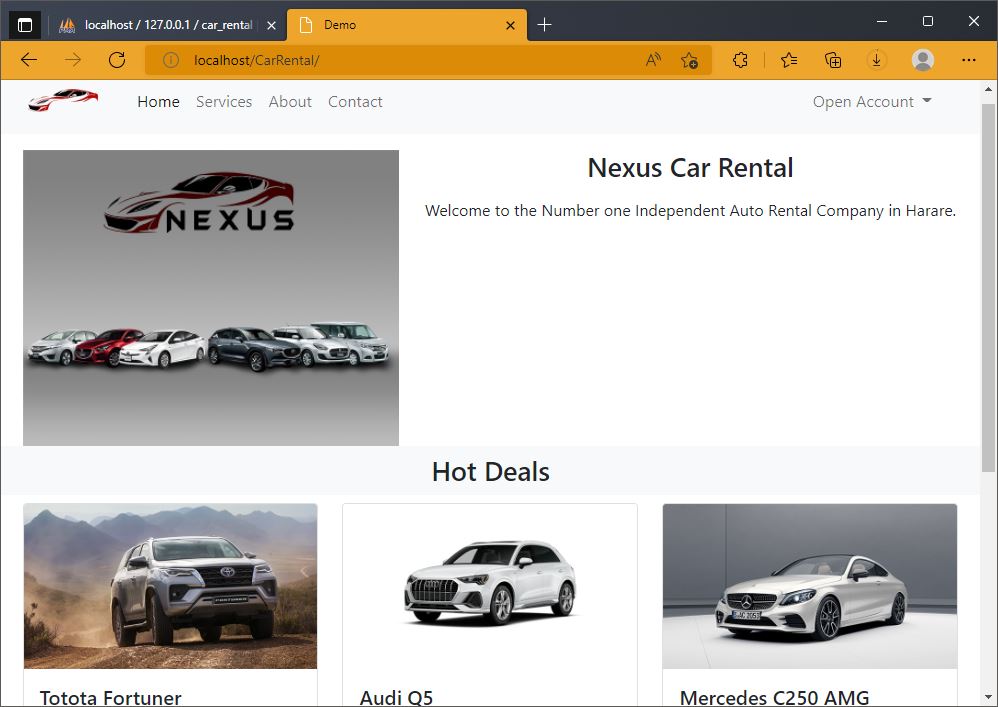 localhost / 127.0.0.1 / car_rental
Demo
localhost/CarRental/
Home Services About Contact Open Account
NEXUS
Nexus Car Rental
Welcome to the Number one Independent Auto Rental Company in Harare.
Hot Deals
FORTUNER
Totota Fortuner
Audi Q5
Mercedes C250 AMG